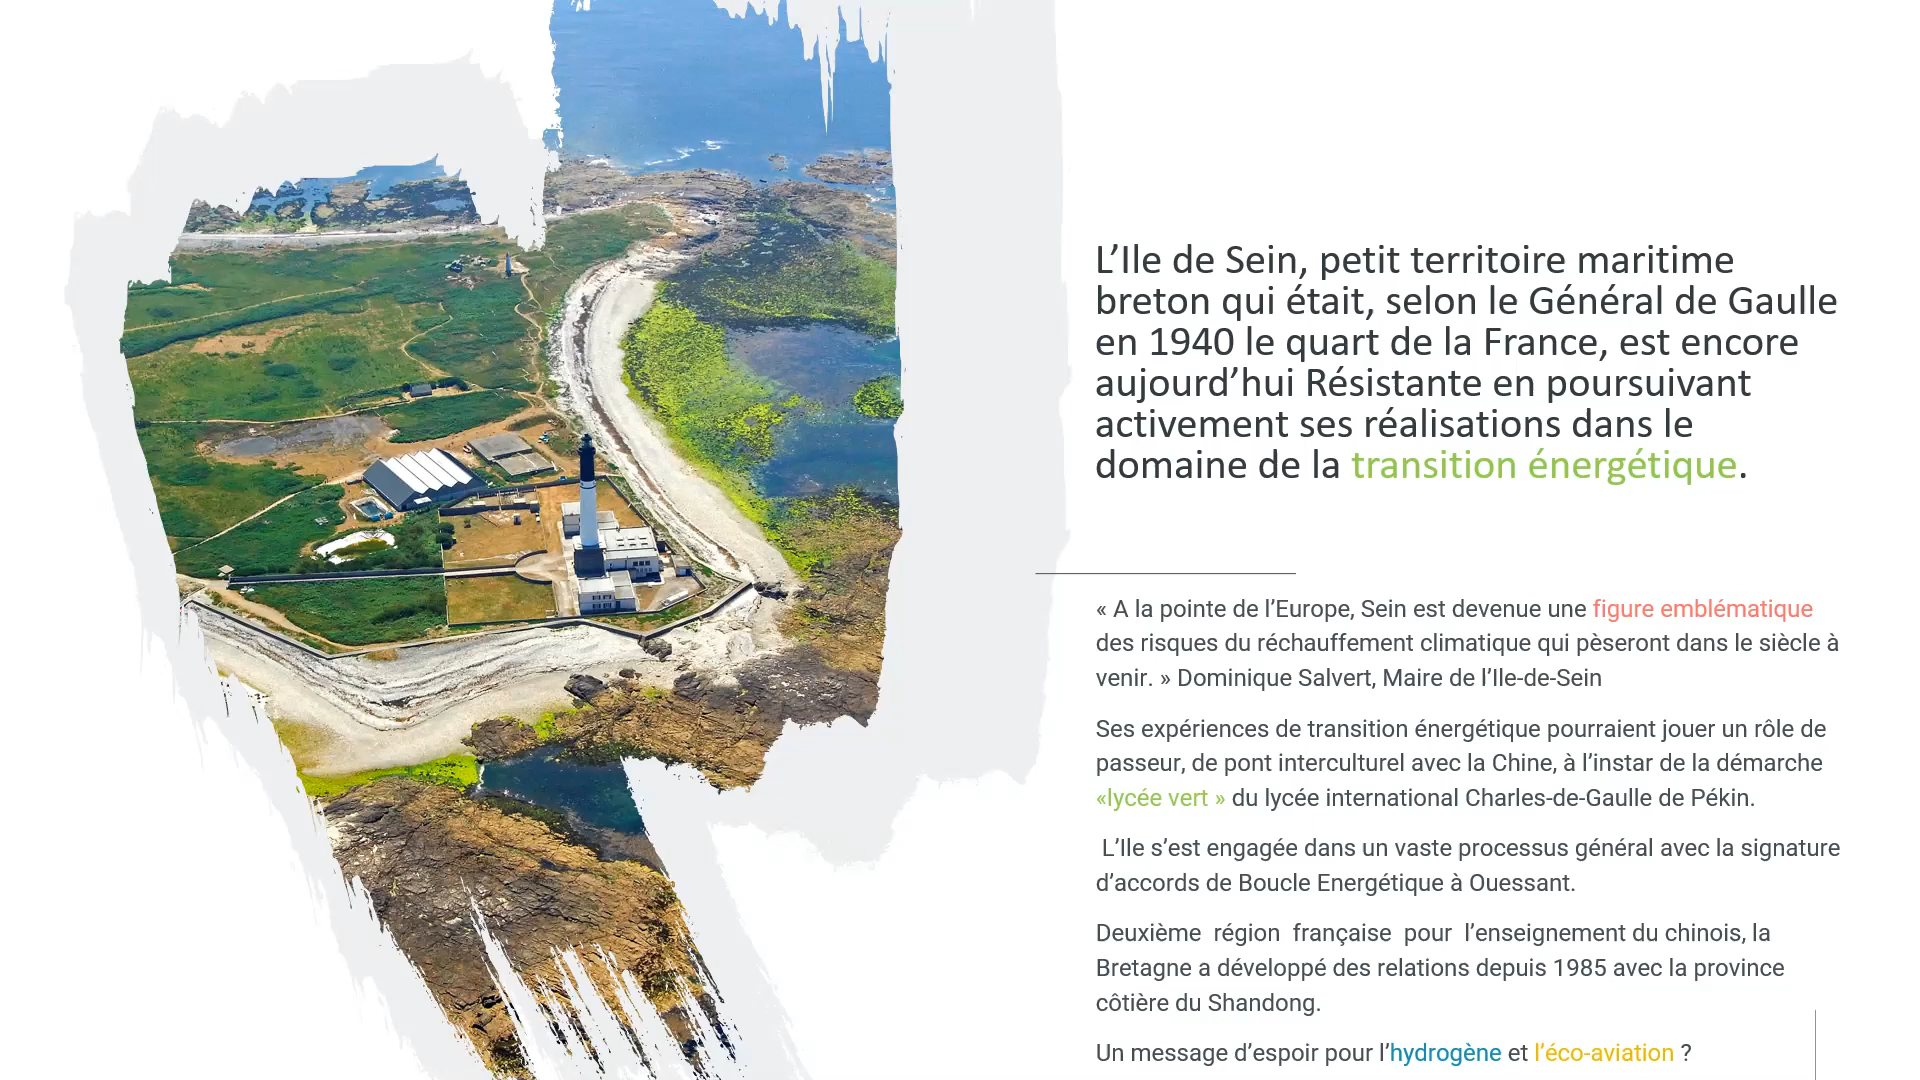 L’Ile de Sein, petit territoire maritime
breton qui était, selon le Général de Gaulle
en 1940 le quart de la France, est encore
aujourd’hui Résistante en poursuivant
activement ses réalisations dans le
domaine de la transition énergétique.
« A la pointe de l’Europe, Sein est devenue une figure emblématique
des risques du réchauffement climatique qui pèseront dans le siècle à
venir. » Dominique Salvert, Maire de l’Ile-de-Sein
Ses expériences de transition énergétique pourraient jouer un rôle de
passeur, de pont interculturel avec la Chine, à l’instar de la démarche
«lycée vert » du lycée international Charles-de-Gaulle de Pékin.
L’Ile s’est engagée dans un vaste processus général avec la signature
d’accords de Boucle Energétique à Ouessant.
Deuxième région française pour l’enseignement du chinois, la
Bretagne a développé des relations depuis 1985 avec la province
côtière du Shandong.
Un message d’espoir pour l’hydrogène et l’éco-aviation ?